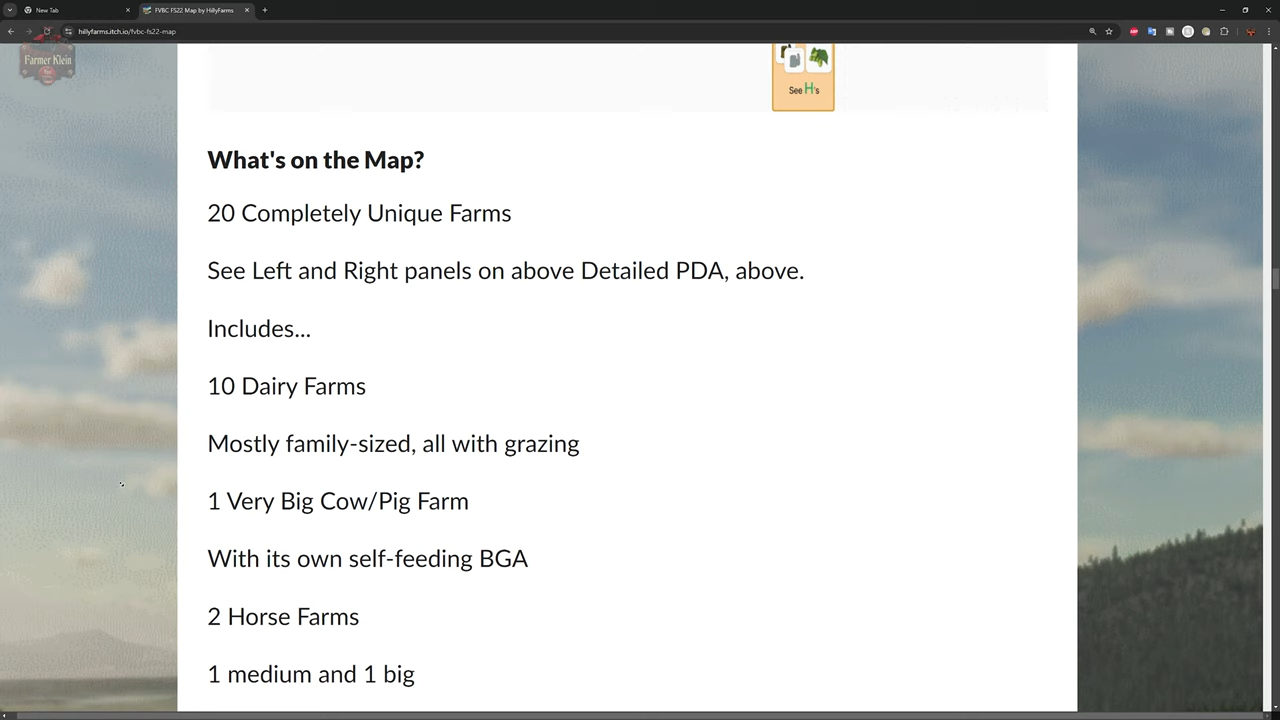 New Tab
FVBC FS22 Map by HillyFarms
hillyfarms.itch.io/fvbc-fs22-map
Farmer Klein
See H's
What's on the Map?
20 Completely Unique Farms
See Left and Right panels on above Detailed PDA, above.
Includes...
10 Dairy Farms
Mostly family-sized, all with grazing
1 Very Big Cow/Pig Farm
With its own self-feeding BGA
2 Horse Farms
1 medium and 1 big